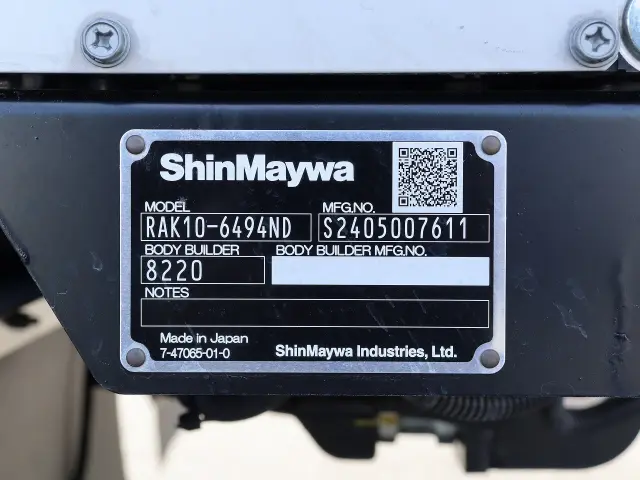 ShinMaywa
MODEL MFG.NO.
RAK10-6494ND S2405007611
BODY BUILDER BODY BUILDER MFG.NO.
8220
NOTES
Made in Japan
7-47065-01-0 ShinMaywa Industries, Ltd.